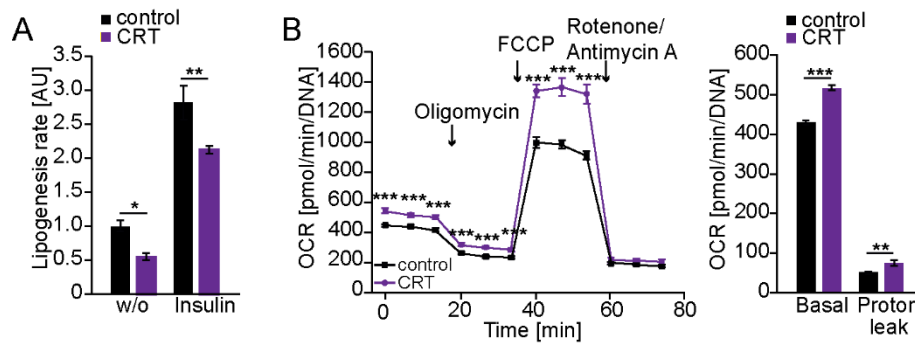 A
control
CRT
Lipogenesis rate [AU]
3.5
3.0
2.5
2.0
1.5
1.0
0.5
0
*
**
w/o
Insulin
B
OCR [pmol/min/DNA]
1600
1400
1200
1000
800
600
400
200
0
FCCP
Rotenone/
Antimycin A
Oligomycin
*** *** ***
*** *** ***
*** *** ***
control
CRT
0 20 40 60 80
Time [min]
control
CRT
OCR [pmol/min/DNA]
600
500
400
300
200
100
0
***
**
Basal
Proton
leak